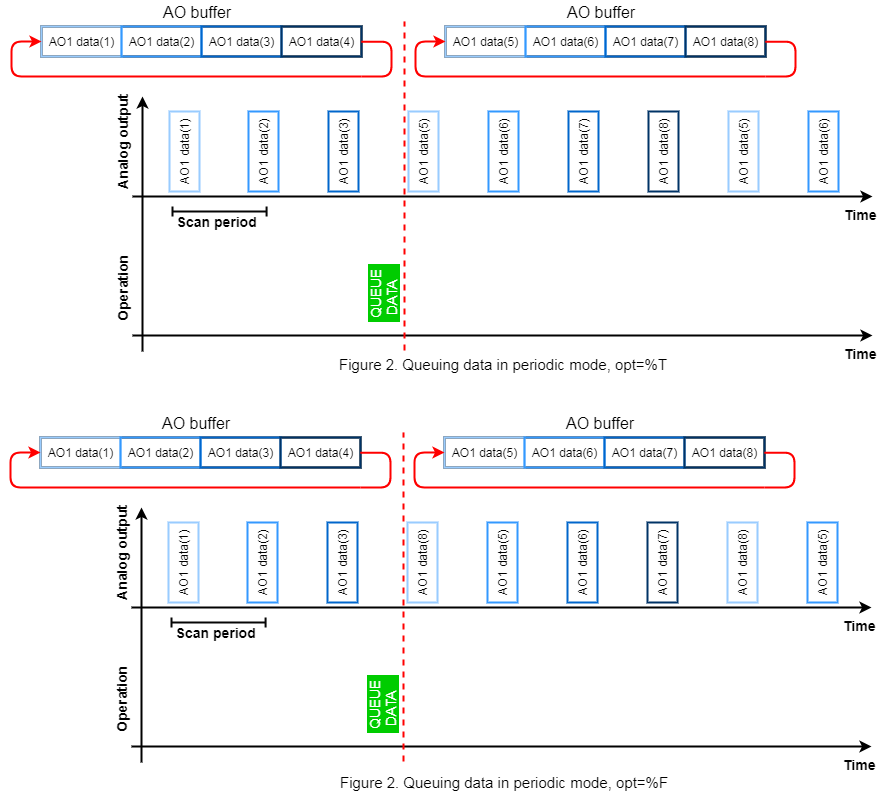 AO buffer AO buffer
AO1 data(1) AO1 data(2) AO1 data(3) AO1 data(4) AO1 data(5) AO1 data(6) AO1 data(7) AO1 data(8)
Analog output
AO1 data(1) AO1 data(2) AO1 data(3) AO1 data(5) AO1 data(6) AO1 data(7) AO1 data(8) AO1 data(5) AO1 data(6)
Time
Scan period
Operation
QUEUE
DATA
Time
Figure 2. Queuing data in periodic mode, opt=%T
AO buffer AO buffer
AO1 data(1) AO1 data(2) AO1 data(3) AO1 data(4) AO1 data(5) AO1 data(6) AO1 data(7) AO1 data(8)
Analog output
AO1 data(1) AO1 data(2) AO1 data(3) AO1 data(8) AO1 data(5) AO1 data(6) AO1 data(7) AO1 data(8) AO1 data(5)
Time
Scan period
Operation
QUEUE
DATA
Time
Figure 2. Queuing data in periodic mode, opt=%F